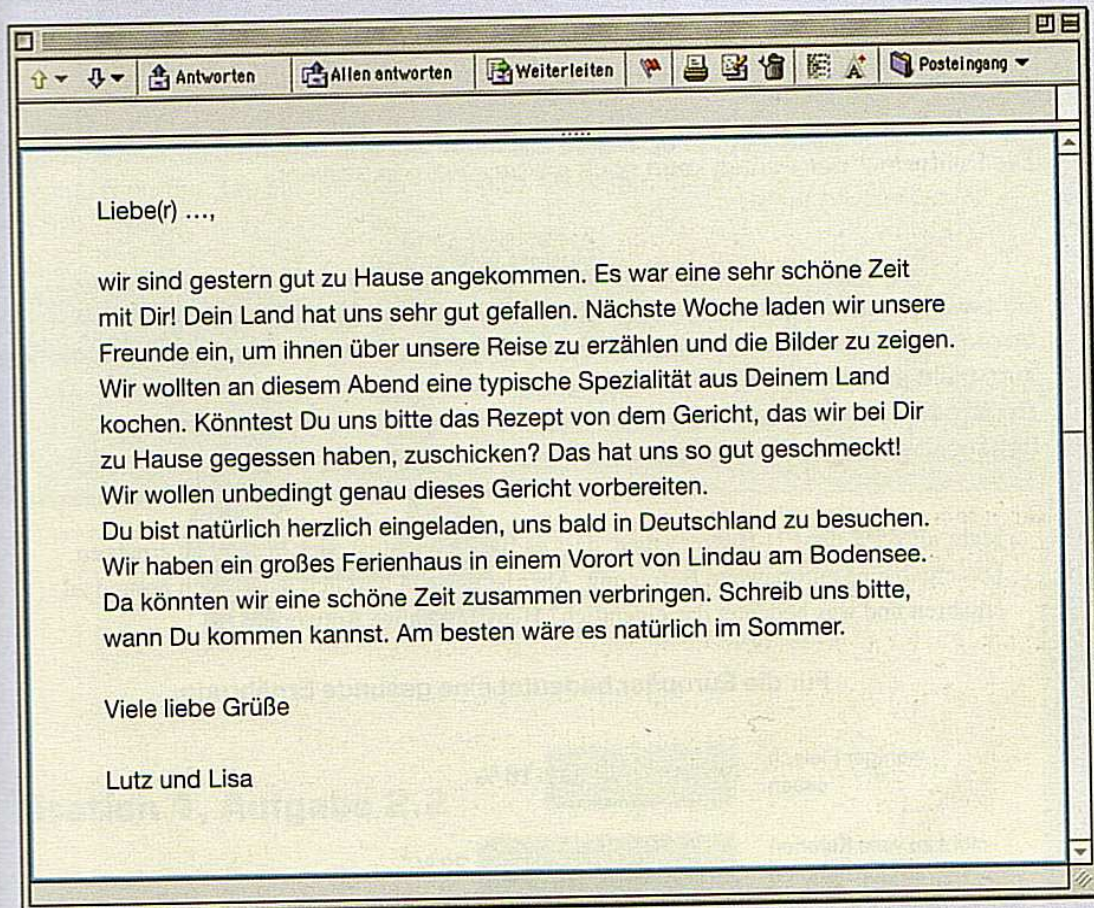 Antworten Allen antworten Weiterleiten Posteingang
Liebe(r) ...,
wir sind gestern gut zu Hause angekommen. Es war eine sehr schöne Zeit
mit Dir! Dein Land hat uns sehr gut gefallen. Nächste Woche laden wir unsere
Freunde ein, um ihnen über unsere Reise zu erzählen und die Bilder zu zeigen.
Wir wollten an diesem Abend eine typische Spezialität aus Deinem Land
kochen. Könntest Du uns bitte das Rezept von dem Gericht, das wir bei Dir
zu Hause gegessen haben, zuschicken? Das hat uns so gut geschmeckt!
Wir wollen unbedingt genau dieses Gericht vorbereiten.
Du bist natürlich herzlich eingeladen, uns bald in Deutschland zu besuchen.
Wir haben ein großes Ferienhaus in einem Vorort von Lindau am Bodensee.
Da könnten wir eine schöne Zeit zusammen verbringen. Schreib uns bitte,
wann Du kommen kannst. Am besten wäre es natürlich im Sommer.
Viele liebe Grüße
Lutz und Lisa